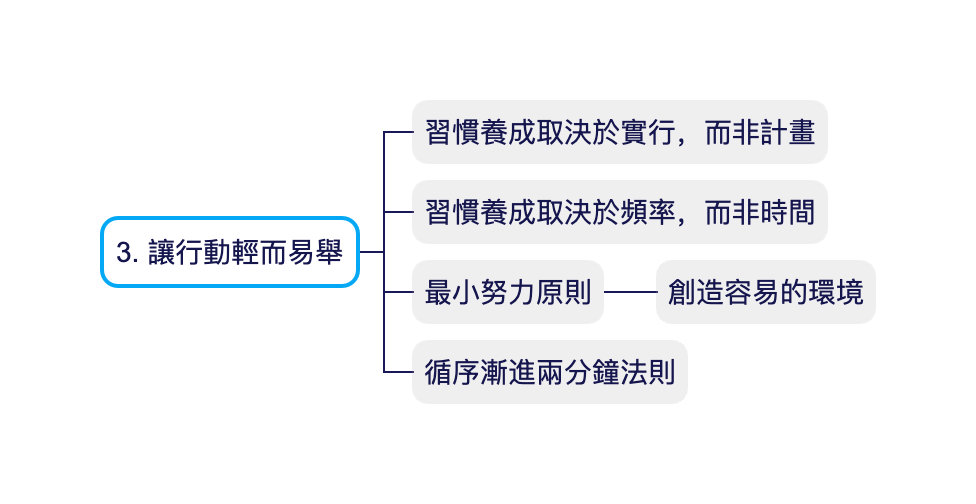 習慣養成取決於實行，而非計畫
習慣養成取決於頻率，而非時間
3. 讓行動輕而易舉
最小努力原則
創造容易的環境
循序漸進兩分鐘法則